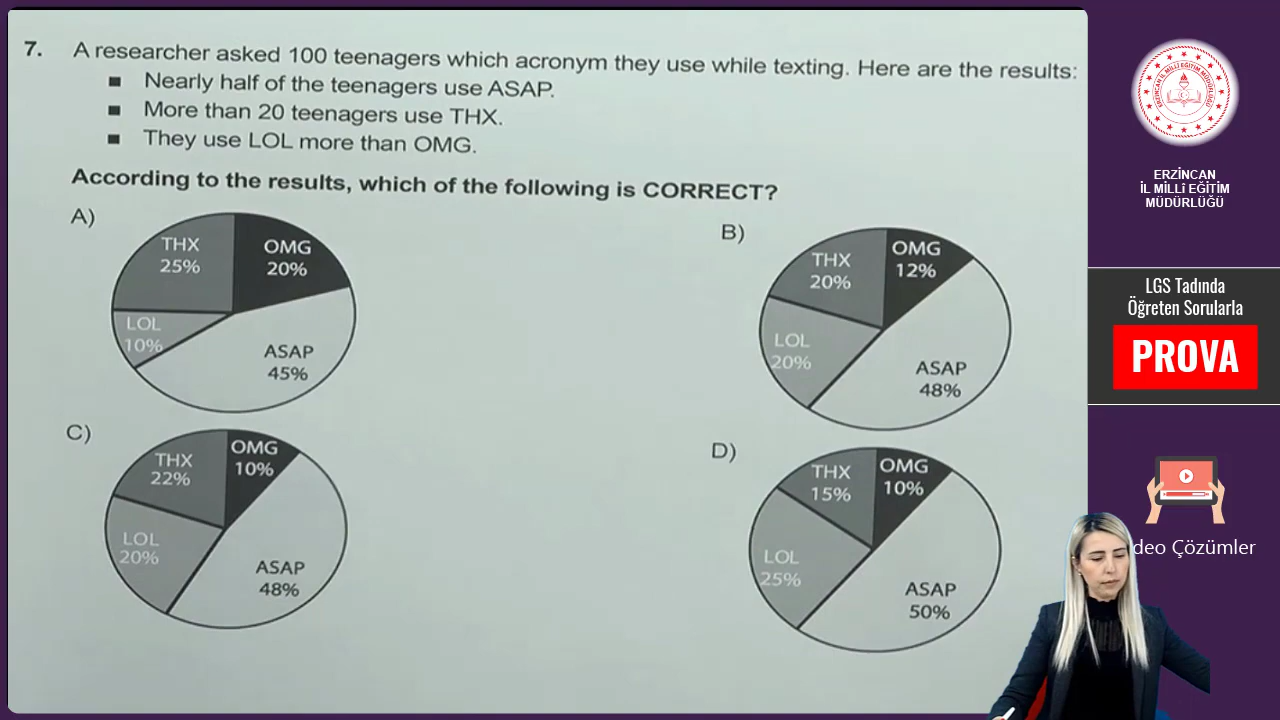 7. A researcher asked 100 teenagers which acronym they use while texting. Here are the results:
■ Nearly half of the teenagers use ASAP.
■ More than 20 teenagers use THX.
■ They use LOL more than OMG.
According to the results, which of the following is CORRECT?
A)
THX
25%
OMG
20%
LOL
10%
ASAP
45%
B)
THX
20%
OMG
12%
LOL
20%
ASAP
48%
C)
THX
22%
OMG
10%
LOL
20%
ASAP
48%
D)
THX
15%
OMG
10%
LOL
25%
ASAP
50%
ERZİNCAN
İL MİLLÎ EĞİTİM
MÜDÜRLÜĞÜ
LGS Tadında
Öğreten Sorularla
PROVA
deo Çözümler